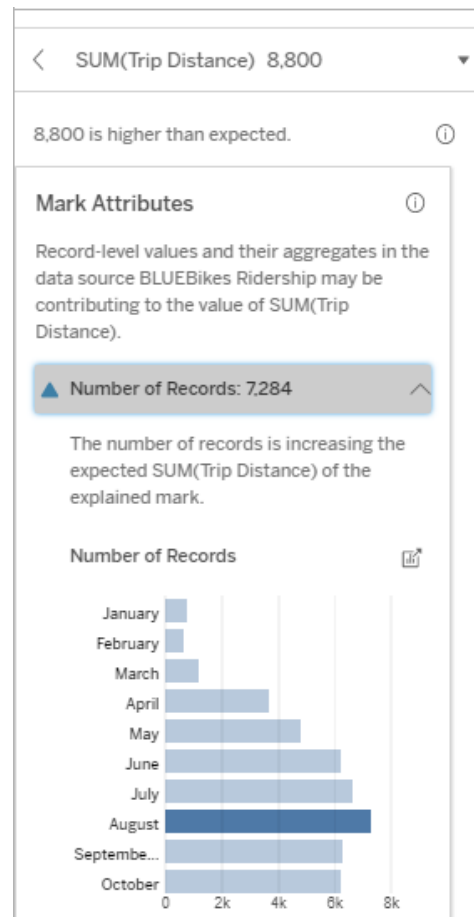 SUM(Trip Distance) 8,800
8,800 is higher than expected.
Mark Attributes
Record-level values and their aggregates in the
data source BLUEBikes Ridership may be
contributing to the value of SUM(Trip
Distance).
Number of Records: 7,284
The number of records is increasing the
expected SUM(Trip Distance) of the
explained mark.
Number of Records
January
February
March
April
May
June
July
August
Septembe...
October
0 2k 4k 6k 8k